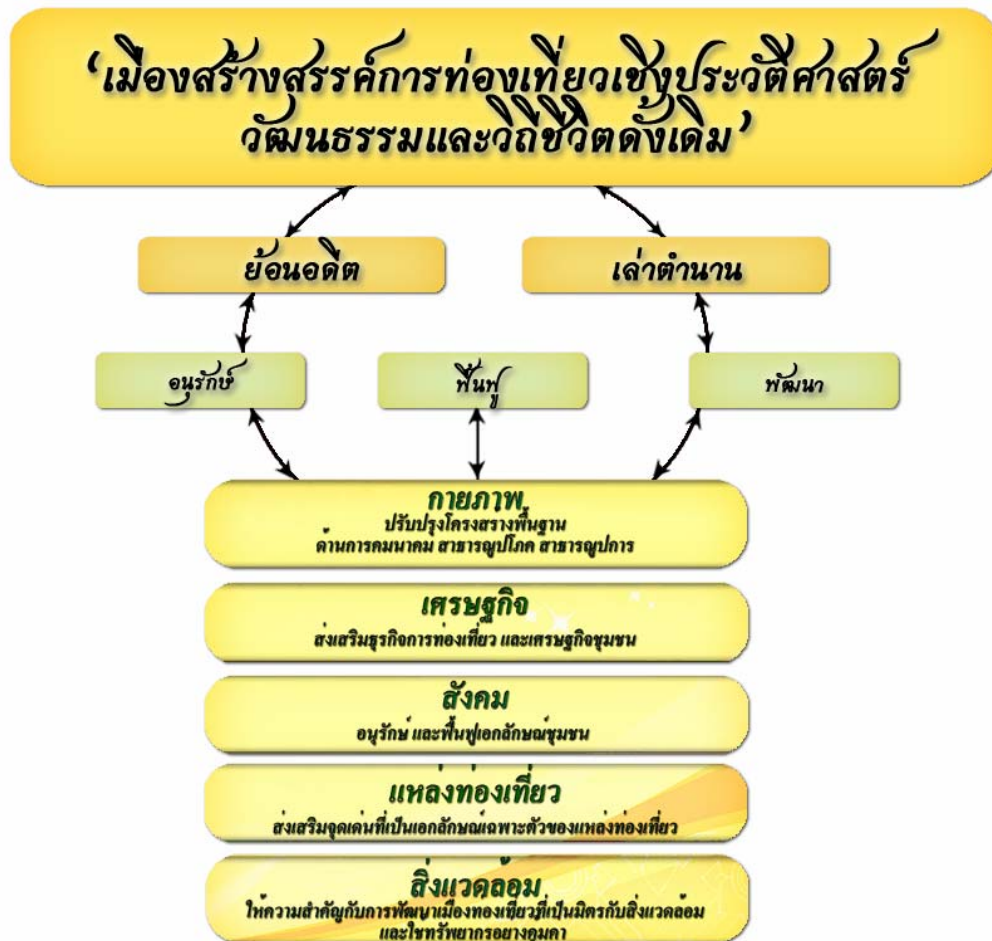 ‘เมืองสร้างสรรค์การท่องเที่ยวเชิงประวัติศาสตร์
วัฒนธรรมและวิถีชีวิตดั้งเดิม’
ย้อนอดีต
เล่าตำนาน
อนุรักษ์
ฟื้นฟู
พัฒนา
กายภาพ
ปรับปรุงโครงสร้างพื้นฐาน
ด้านการคมนาคม สาธารณูปโภค สาธารณูปการ
เศรษฐกิจ
ส่งเสริมธุรกิจการท่องเที่ยว และเศรษฐกิจชุมชน
สังคม
อนุรักษ์ และฟื้นฟูเอกลักษณ์ชุมชน
แหล่งท่องเที่ยว
ส่งเสริมจุดเด่นที่เป็นเอกลักษณ์เฉพาะตัวของแหล่งท่องเที่ยว
สิ่งแวดล้อม
ให้ความสำคัญกับการพัฒนาเมืองท่องเที่ยวที่เป็นมิตรกับสิ่งแวดล้อม
และใช้ทรัพยากรอย่างคุ้มค่า